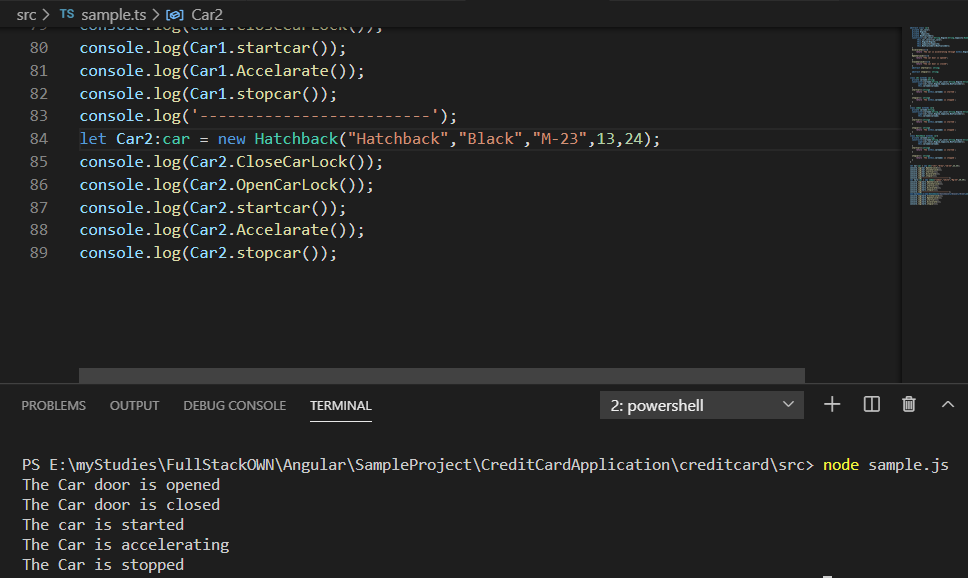 src > TS sample.ts > Car2
79 console.log(Car1.CloseCarLock());
80 console.log(Car1.startcar());
81 console.log(Car1.Accelarate());
82 console.log(Car1.stopcar());
83 console.log('-------------------------');
84 let Car2:car = new Hatchback("Hatchback","Black","M-23",13,24);
85 console.log(Car2.CloseCarLock());
86 console.log(Car2.OpenCarLock());
87 console.log(Car2.startcar());
88 console.log(Car2.Accelarate());
89 console.log(Car2.stopcar());
PROBLEMS OUTPUT DEBUG CONSOLE TERMINAL 2: powershell
PS E:\myStudies\FullStackOWN\Angular\SampleProject\CreditCardApplication\creditcard\src> node sample.js
The Car door is opened
The Car door is closed
The car is started
The Car is accelerating
The Car is stopped